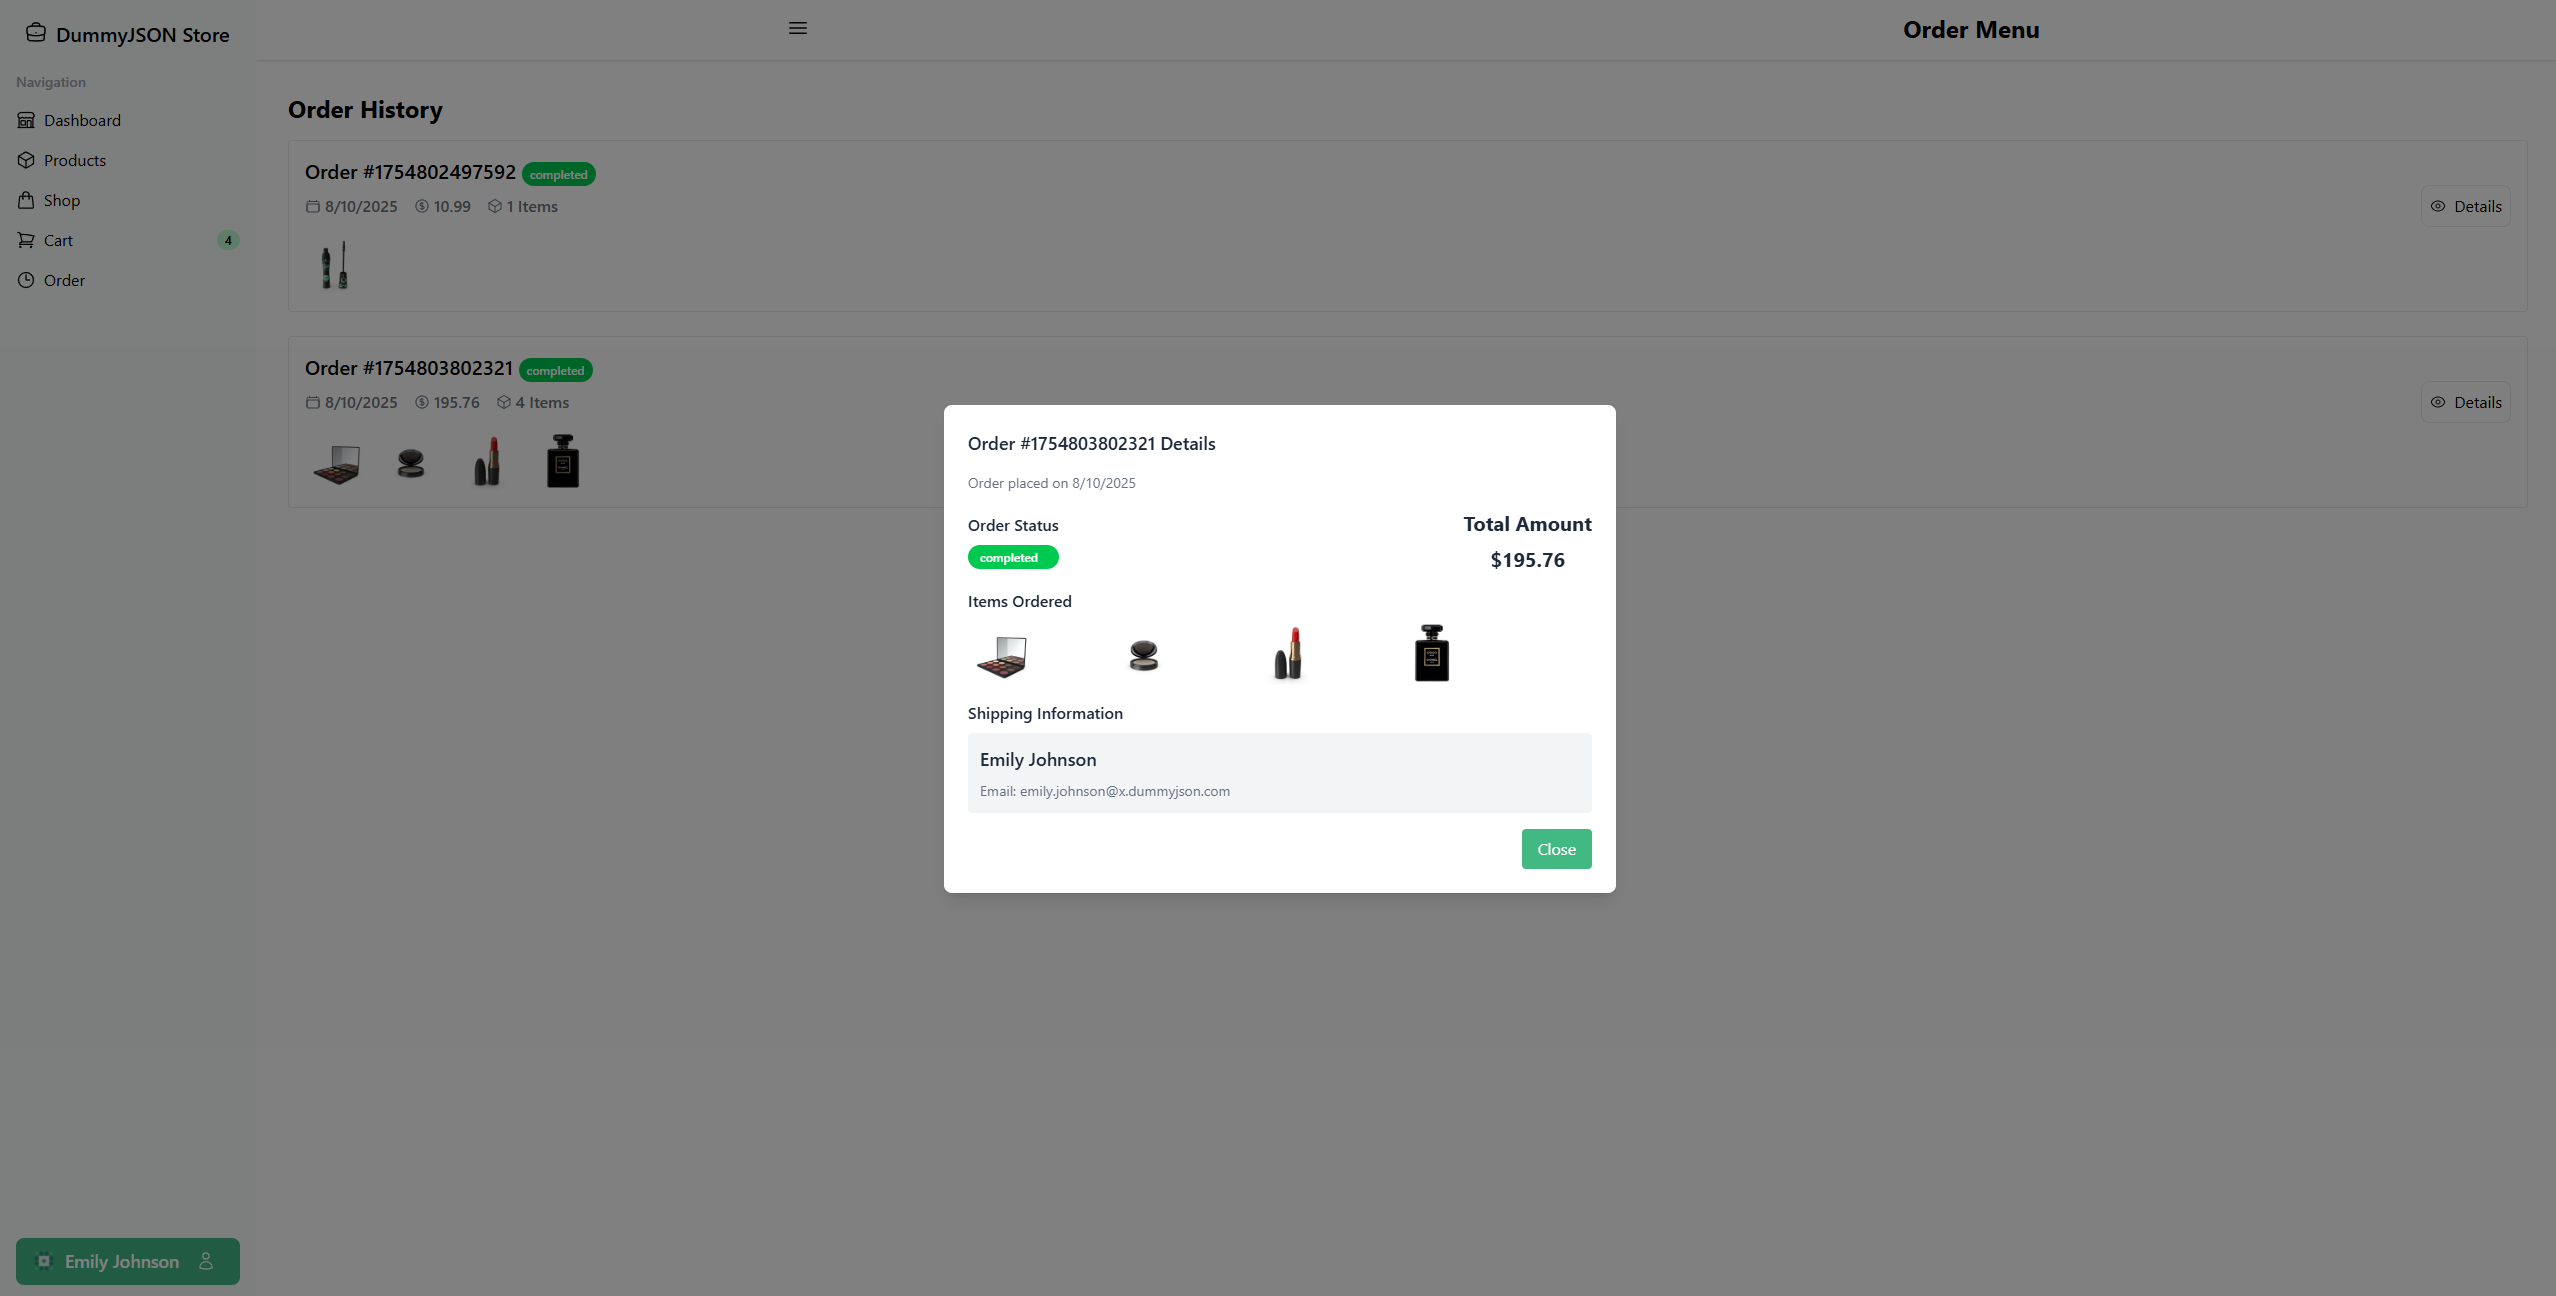 DummyJSON Store
Navigation
Dashboard
Products
Shop
Cart 4
Order
Emily Johnson
Order Menu
Order History
Order #1754802497592 completed
8/10/2025 10.99 1 Items
Details
Order #1754803802321 completed
8/10/2025 195.76 4 Items
Details
Order #1754803802321 Details
Order placed on 8/10/2025
Order Status
completed
Total Amount
$195.76
Items Ordered
Shipping Information
Emily Johnson
Email: emily.johnson@x.dummyjson.com
Close